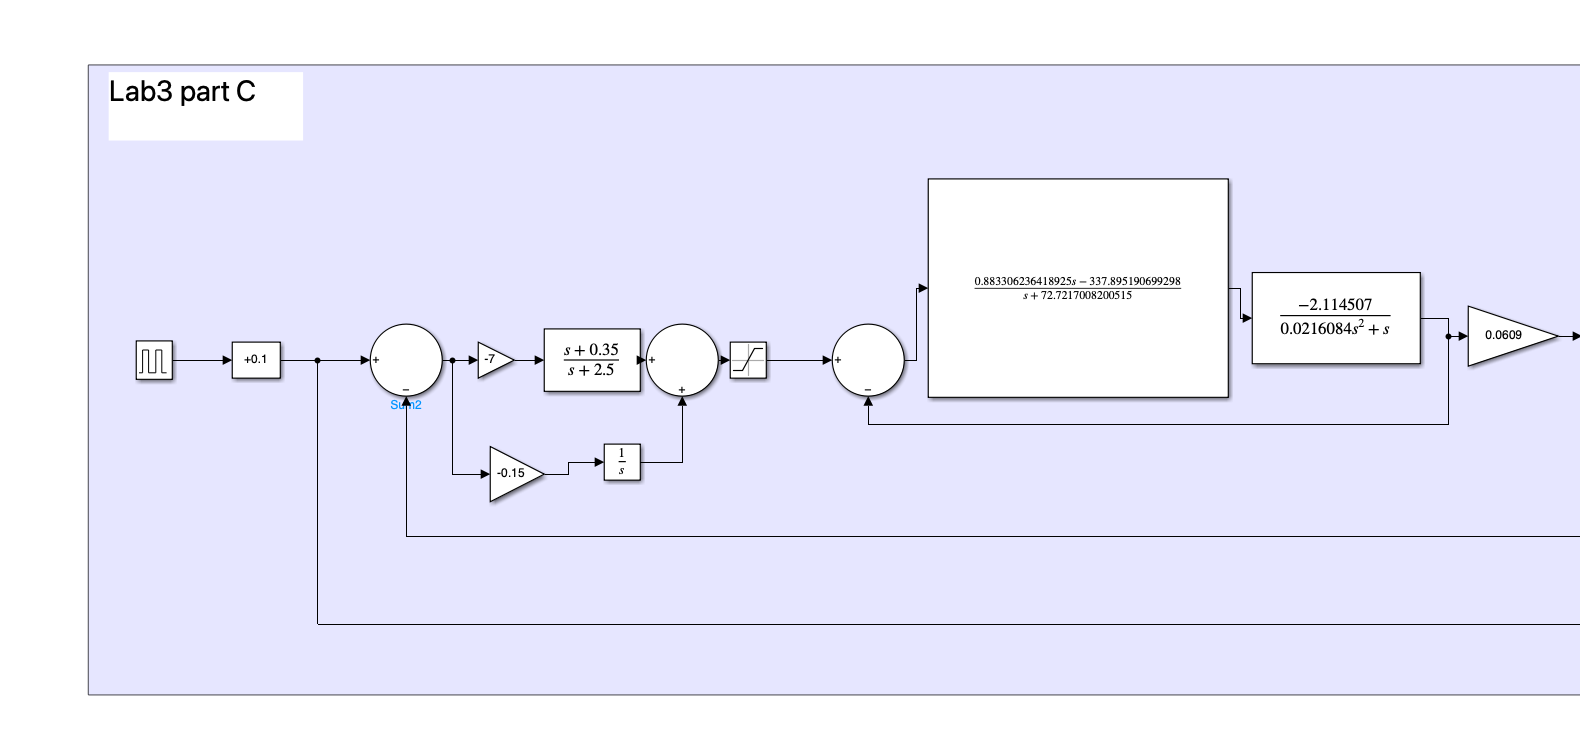 Lab3 part C
0.883306236418925s − 337.895190699298
s + 72.7217008200515
−2.114507
0.0216084s² + s
0.0609
+0.1
+
−
Sum2
-7
s + 0.35
s + 2.5
+
+
+
−
-0.15
1
s